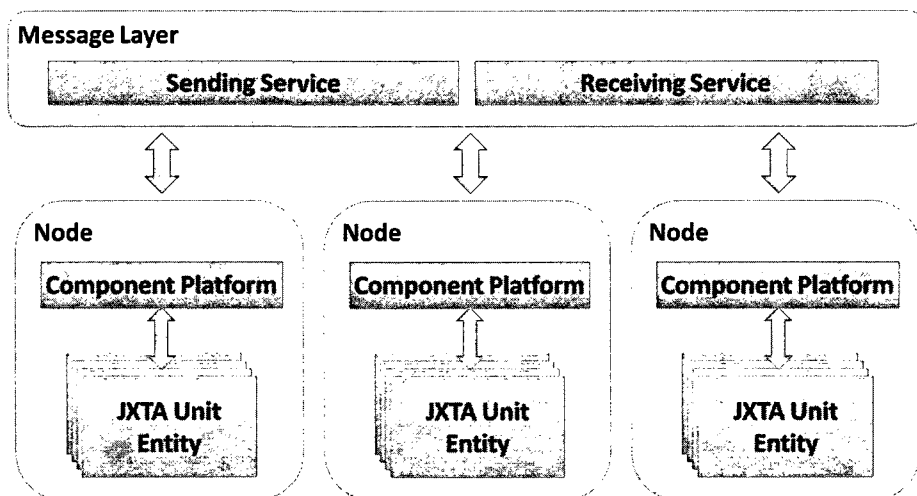 Message Layer
Sending Service
Receiving Service
Node
Node
Node
Component Platform
Component Platform
Component Platform
JXTA Unit
Entity
JXTA Unit
Entity
JXTA Unit
Entity